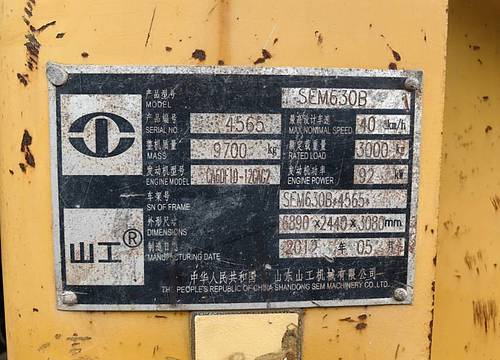 产品型号 MODEL SEM630B
产品编号 SERIAL NO. 4565 最高设计车速 MAX NOMINAL SPEED 40 km/h
整机质量 MASS 9700 kg 额定载重量 RATED LOAD 3000 kg
发动机型号 ENGINE MODEL 发动机功率 ENGINE POWER 92 kw
车架号 SN OF FRAME SEM630B*4565*
外形尺寸 DIMENSIONS 6890 × 2440 × 3080 mm
制造日期 MANUFACTURING DATE 2012 年 05 月
山工®
中华人民共和国 山东山工机械有限公司
THE PEOPLE'S REPUBLIC OF CHINA SHANDONG SEM MACHINERY CO., LTD.